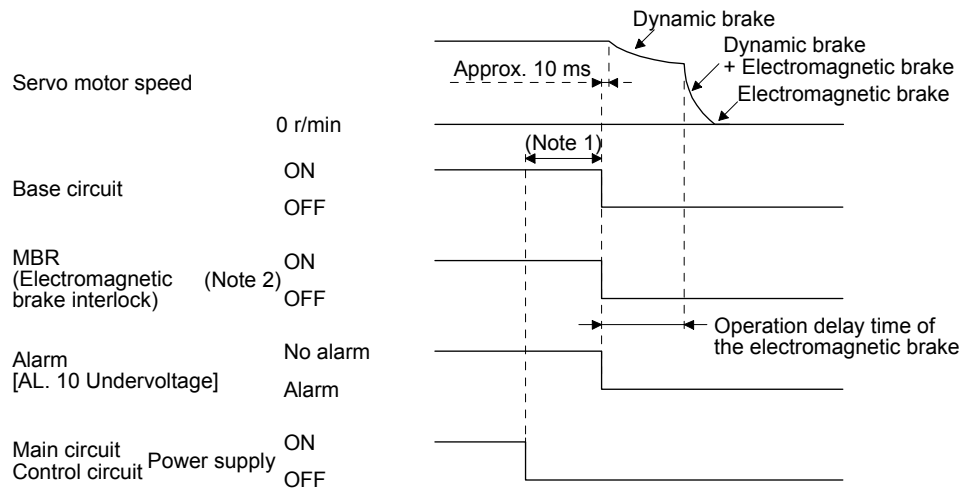 Dynamic brake
Dynamic brake
+ Electromagnetic brake
Approx. 10 ms
Servo motor speed
Electromagnetic brake
0 r/min
(Note 1)
ON
Base circuit
OFF
MBR
(Electromagnetic
brake interlock)
(Note 2)
ON
OFF
Operation delay time of
the electromagnetic brake
No alarm
Alarm
[AL. 10 Undervoltage]
Alarm
ON
Main circuit
Control circuit
Power supply
OFF